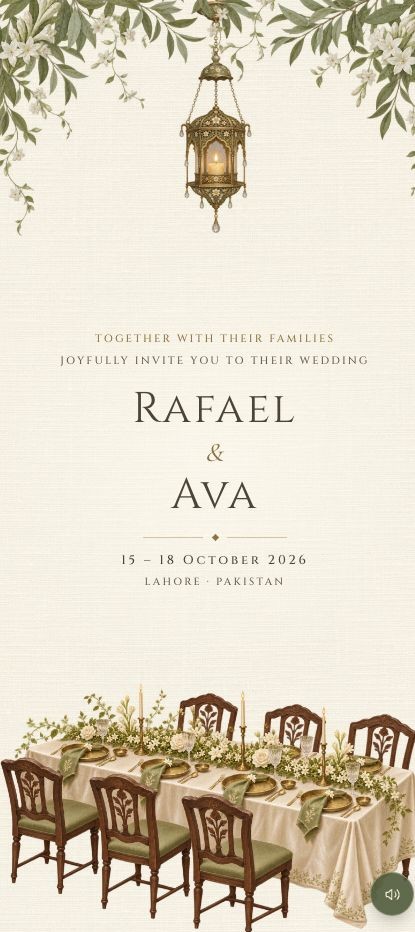 TOGETHER WITH THEIR FAMILIES
JOYFULLY INVITE YOU TO THEIR WEDDING
RAFAEL
&
AVA
15 – 18 OCTOBER 2026
LAHORE · PAKISTAN